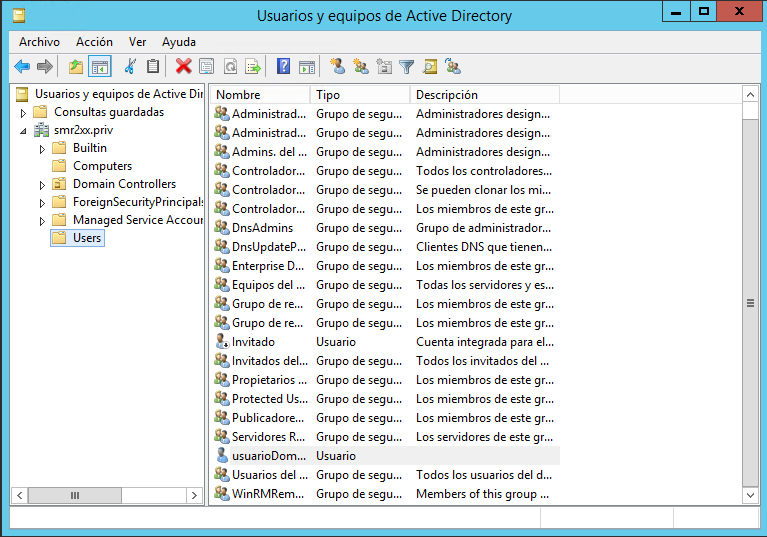 Usuarios y equipos de Active Directory
Archivo Acción Ver Ayuda
Usuarios y equipos de Active Dir
Consultas guardadas
smr2xx.priv
Builtin
Computers
Domain Controllers
ForeignSecurityPrincipals
Managed Service Accour
Users
Nombre Tipo Descripción
Administrad... Grupo de segu... Administradores design...
Administrad... Grupo de segu... Administradores design...
Admins. del ... Grupo de segu... Administradores design...
Controlador... Grupo de segu... Todos los controladores...
Controlador... Grupo de segu... Se pueden clonar los mi...
Controlador... Grupo de segu... Los miembros de este gr...
DnsAdmins Grupo de segu... Grupo de administrador...
DnsUpdateP... Grupo de segu... Clientes DNS que tienen...
Enterprise D... Grupo de segu... Los miembros de este gr...
Equipos del ... Grupo de segu... Todas los servidores y es...
Grupo de re... Grupo de segu... Los miembros de este gr...
Grupo de re... Grupo de segu... Los miembros de este gr...
Invitado Usuario Cuenta integrada para el...
Invitados del... Grupo de segu... Todos los invitados del ...
Propietarios ... Grupo de segu... Los miembros de este gr...
Protected Us... Grupo de segu... Los miembros de este gr...
Publicadore... Grupo de segu... Los miembros de este gr...
Servidores R... Grupo de segu... Los servidores de este gr...
usuarioDom... Usuario
Usuarios del ... Grupo de segu... Todos los usuarios del d...
WinRMRem... Grupo de segu... Members of this group ...